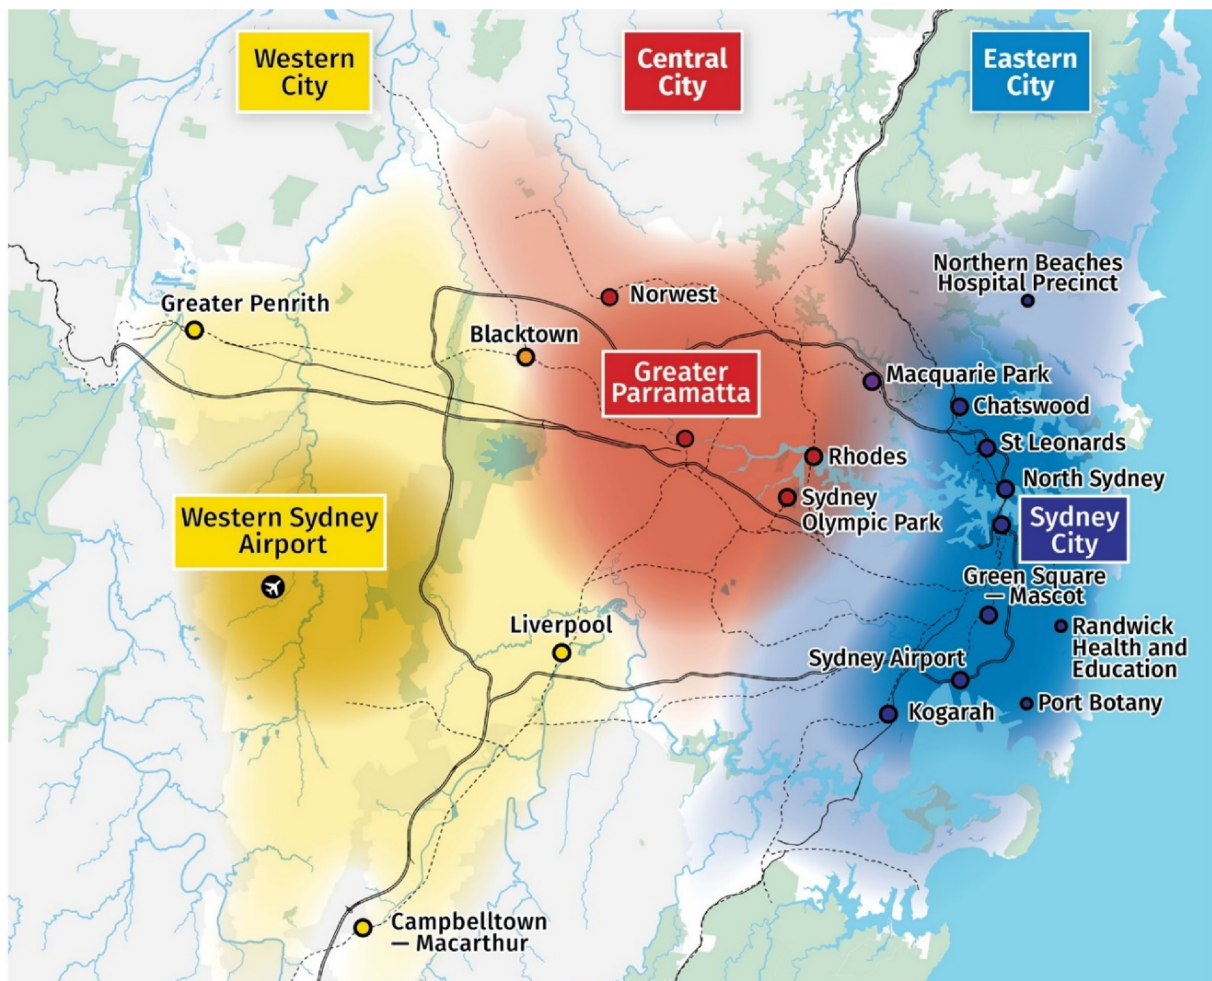 Western
City
Central
City
Eastern
City
Northern Beaches
Hospital Precinct
Greater Penrith
Norwest
Blacktown
Greater
Parramatta
Macquarie Park
Chatswood
St Leonards
Rhodes
North Sydney
Sydney
Olympic Park
Western Sydney
Airport
Sydney
City
Green Square
— Mascot
Liverpool
Randwick
Health and
Education
Sydney Airport
Port Botany
Kogarah
Campbelltown
— Macarthur